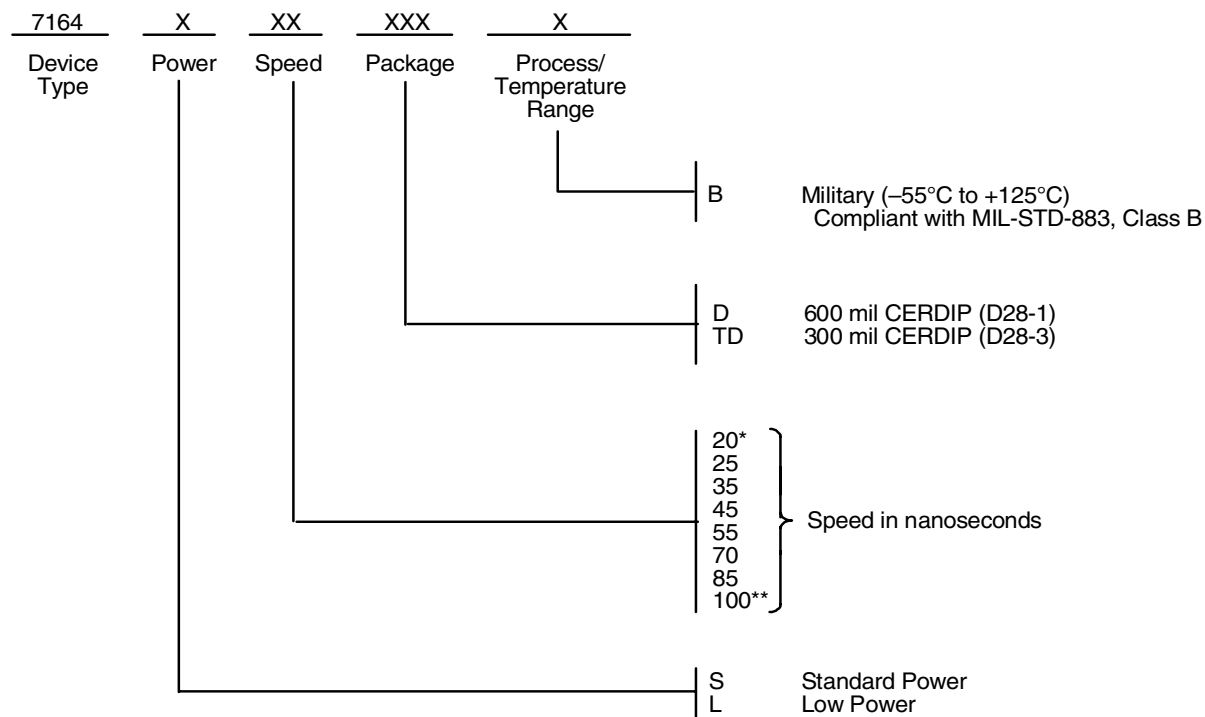 7164 X XX XXX X
Device Type
Power
Speed
Package
Process/
Temperature
Range
B Military (–55°C to +125°C)
Compliant with MIL-STD-883, Class B
D 600 mil CERDIP (D28-1)
TD 300 mil CERDIP (D28-3)
20*
25
35
45
55
70
85
100**
Speed in nanoseconds
S Standard Power
L Low Power